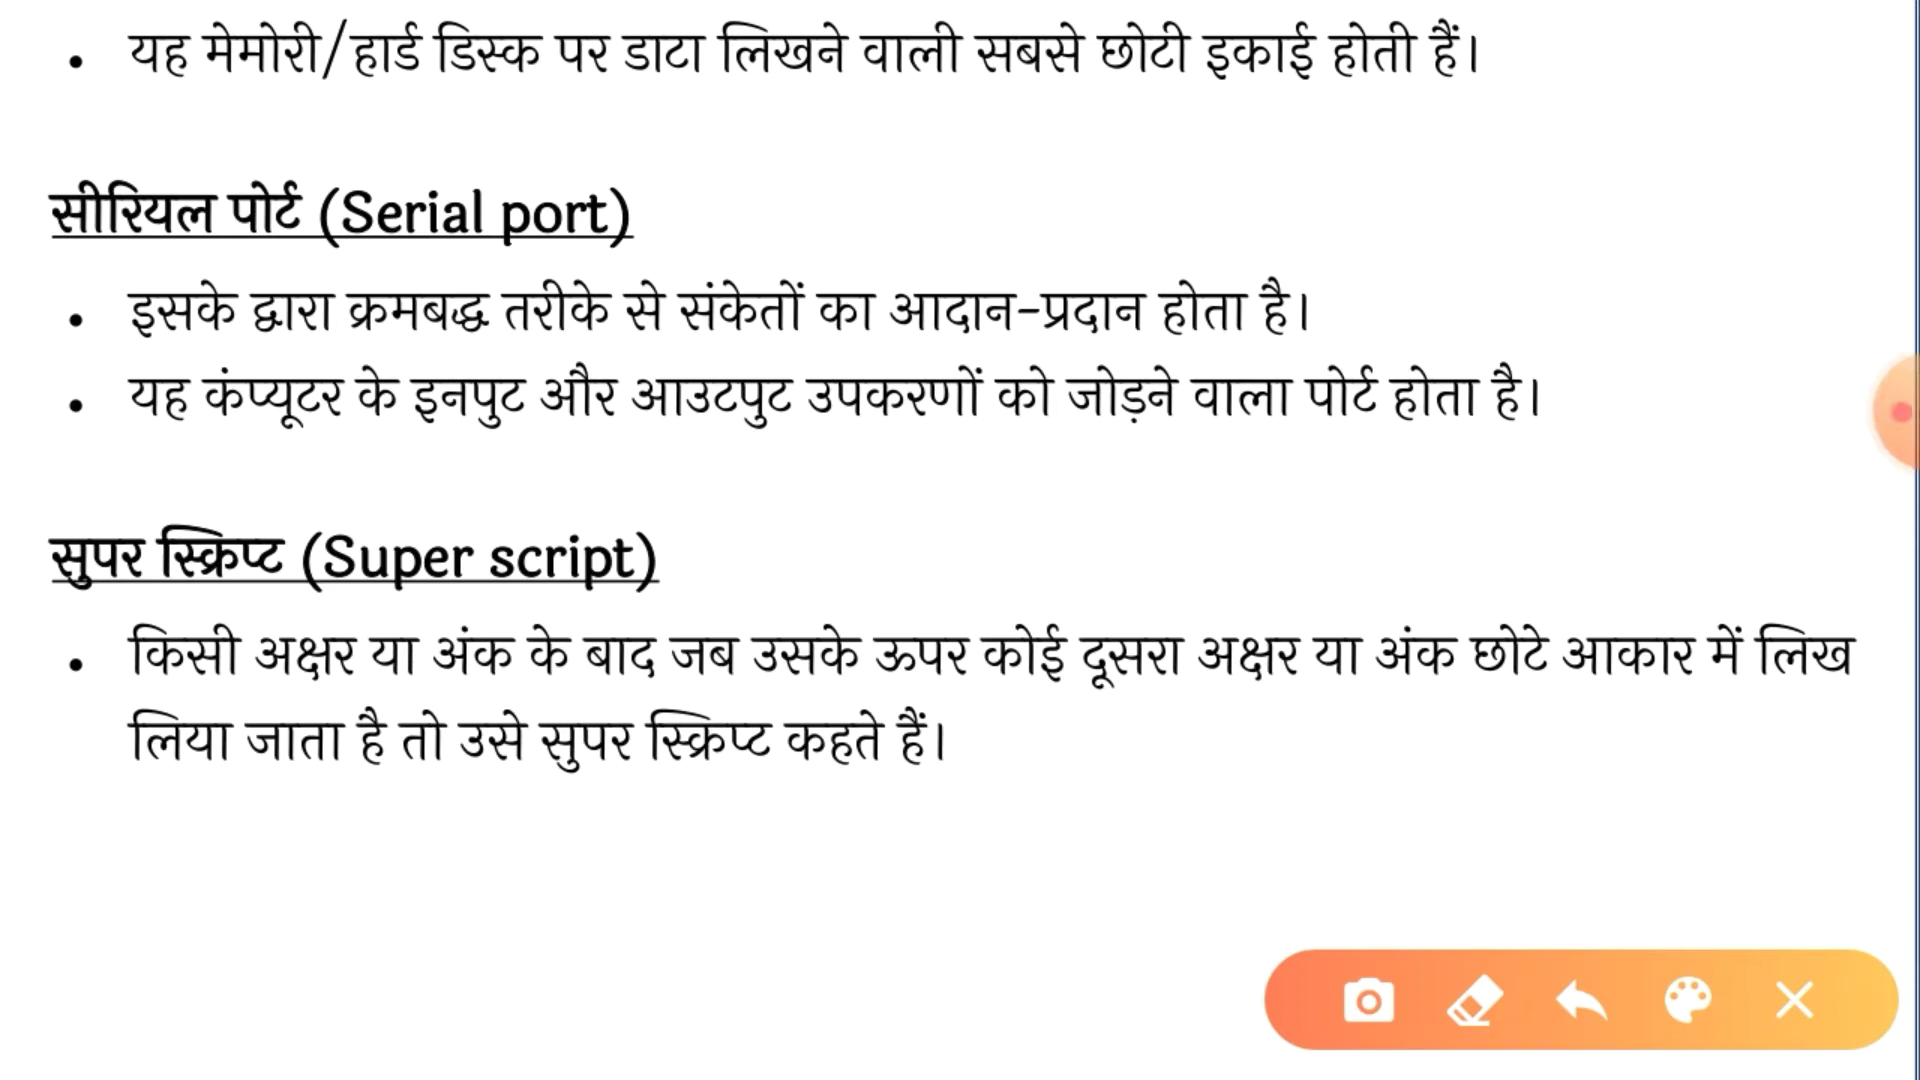 • यह मेमोरी/हार्ड डिस्क पर डाटा लिखने वाली सबसे छोटी इकाई होती हैं।
सीरियल पोर्ट (Serial port)
• इसके द्वारा क्रमबद्ध तरीके से संकेतों का आदान-प्रदान होता है।
• यह कंप्यूटर के इनपुट और आउटपुट उपकरणों को जोड़ने वाला पोर्ट होता है।
सुपर स्क्रिप्ट (Super script)
• किसी अक्षर या अंक के बाद जब उसके ऊपर कोई दूसरा अक्षर या अंक छोटे आकार में लिख
लिया जाता है तो उसे सुपर स्क्रिप्ट कहते हैं।